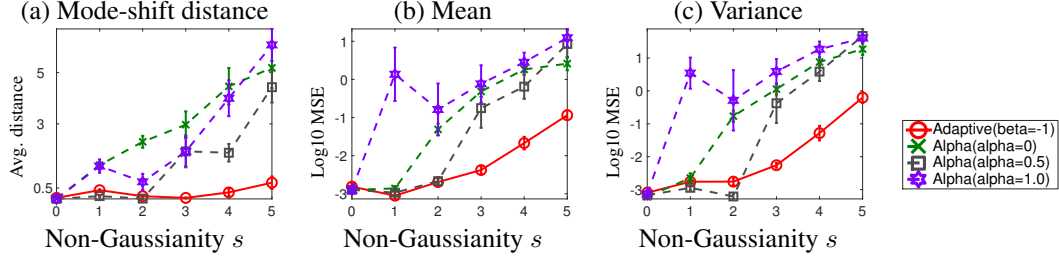 (a) Mode-shift distance
(b) Mean
(c) Variance
Avg. distance
5
3
0.5
0 1 2 3 4 5
Non-Gaussianity s
Log10 MSE
1
0
-1
-2
-3
0 1 2 3 4 5
Non-Gaussianity s
Log10 MSE
1
0
-1
-2
-3
0 1 2 3 4 5
Non-Gaussianity s
Adaptive(beta=-1)
Alpha(alpha=0)
Alpha(alpha=0.5)
Alpha(alpha=1.0)